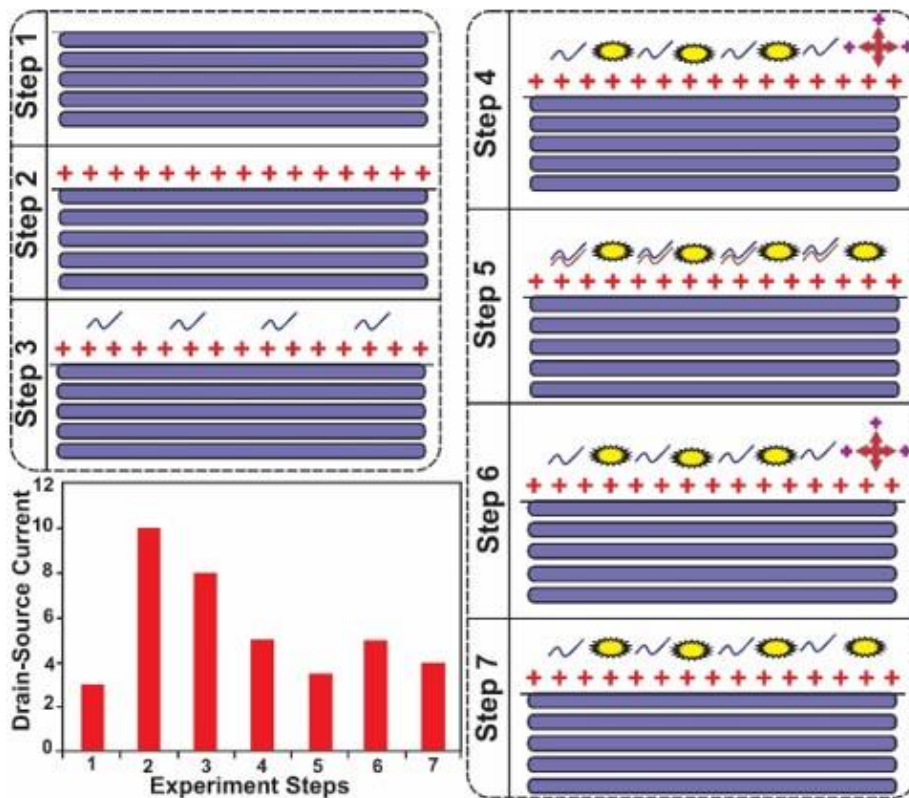 Step 1
Step 2
Step 3
Step 4
Step 5
Step 6
Step 7
Drain-Source Current
12
10
8
6
4
2
0
1 2 3 4 5 6 7
Experiment Steps